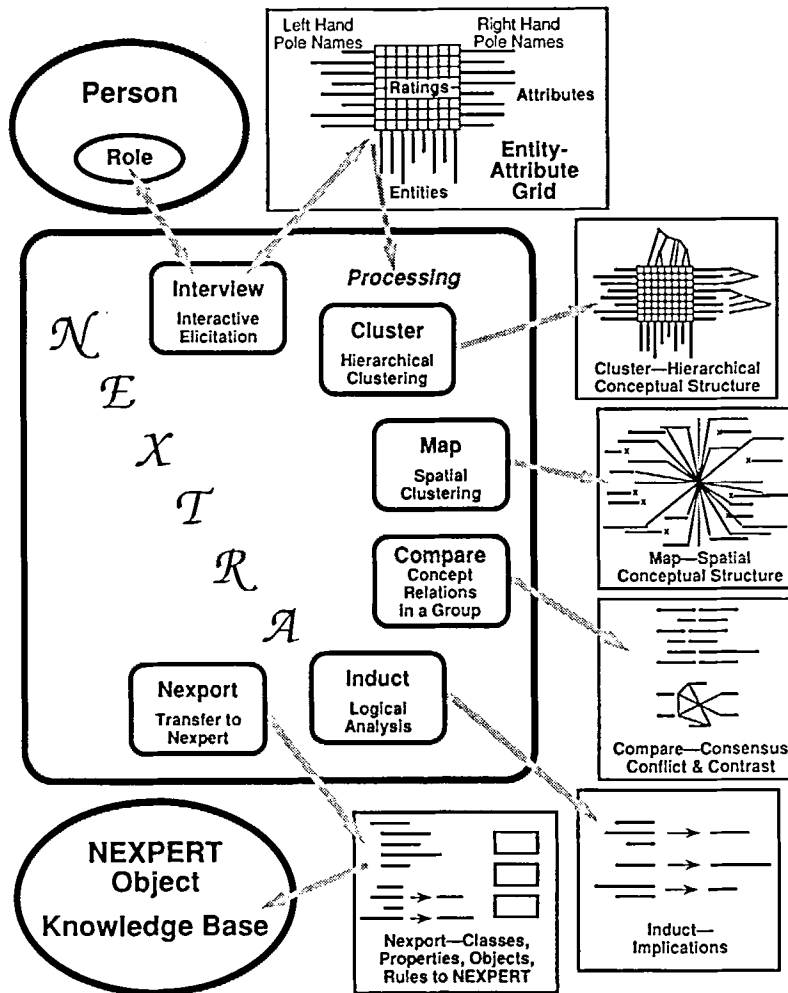 Left Hand
Pole Names
Right Hand
Pole Names
Ratings
Attributes
Entities
Entity-
Attribute
Grid
Person
Role
Interview
Interactive
Elicitation
Processing
Cluster
Hierarchical
Clustering
Cluster—Hierarchical
Conceptual Structure
N
E
X
T
R
A
Map
Spatial
Clustering
x
x
x
x
x
x
Map—Spatial
Conceptual Structure
Compare
Concept
Relations
in a Group
Compare—Consensus
Conflict & Contrast
Nexport
Transfer to
Nexpert
Induct
Logical
Analysis
NEXPERT
Object
Knowledge Base
Nexport—Classes,
Properties, Objects,
Rules to NEXPERT
Induct—
Implications